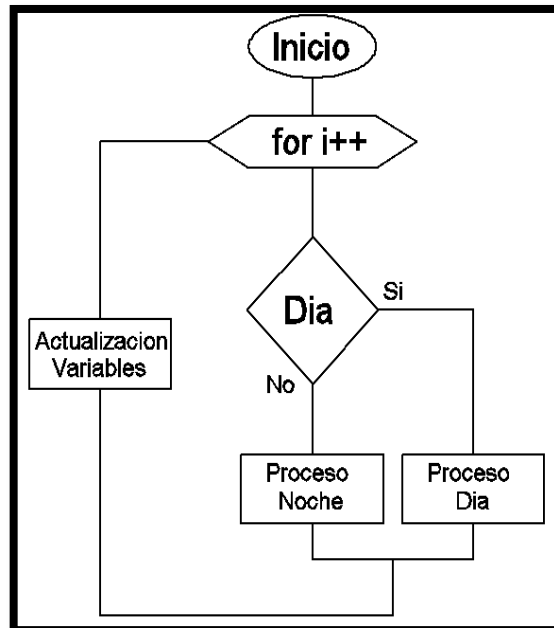 Inicio
for i++
Dia
Si
No
Actualizacion
Variables
Proceso
Noche
Proceso
Dia